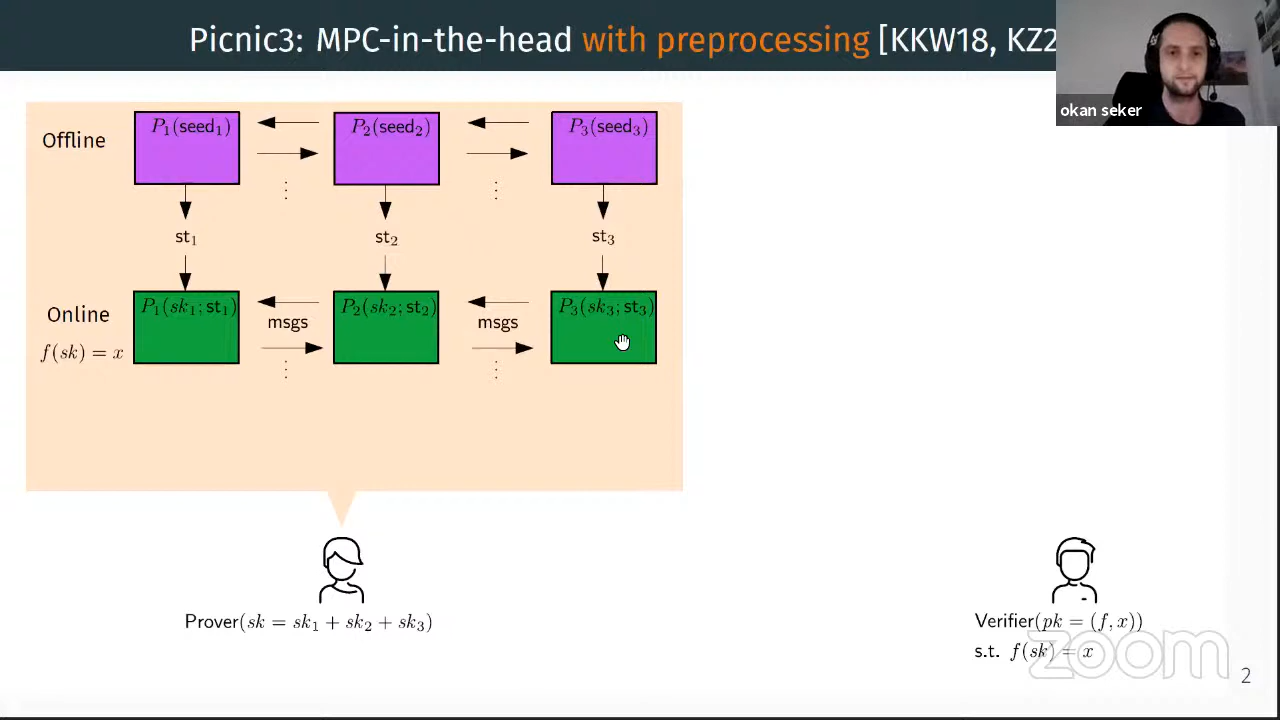 Picnic3: MPC-in-the-head with preprocessing [KKW18, KZ2
okan seker
Offline
P₁(seed₁)
P₂(seed₂)
P₃(seed₃)
st₁
st₂
st₃
Online
f(sk) = x
P₁(sk₁; st₁)
msgs
P₂(sk₂; st₂)
msgs
P₃(sk₃; st₃)
Prover(sk = sk₁ + sk₂ + sk₃)
Verifier(pk = (f, x))
s.t. f(sk) = x
zoom
2